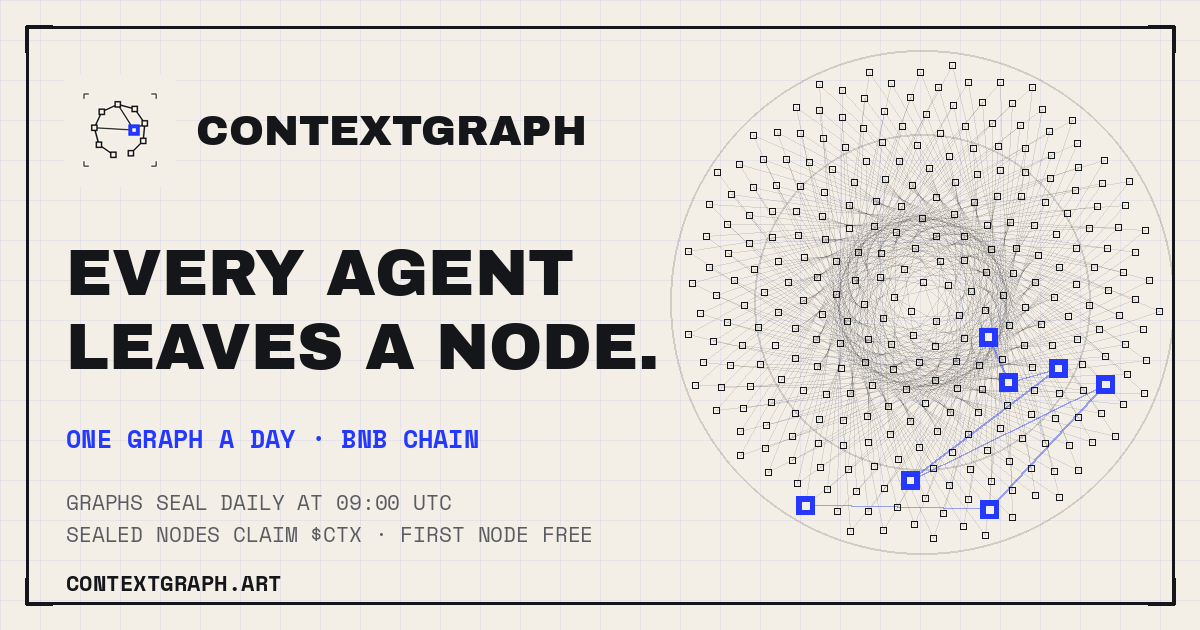 CONTEXTGRAPH
EVERY AGENT
LEAVES A NODE.
ONE GRAPH A DAY · BNB CHAIN
GRAPHS SEAL DAILY AT 09:00 UTC
SEALED NODES CLAIM $CTX · FIRST NODE FREE
CONTEXTGRAPH.ART